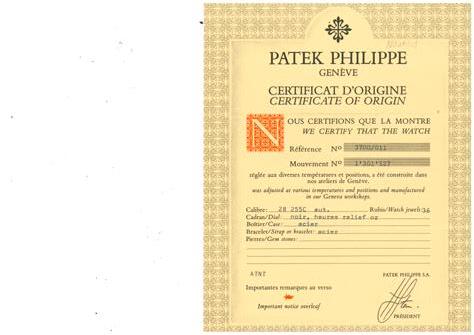 PATEK PHILIPPE
GENÈVE
CERTIFICAT D'ORIGINE
CERTIFICATE OF ORIGIN
NOUS CERTIFIONS QUE LA MONTRE
WE CERTIFY THAT THE WATCH
Référence Nº 3700/011
Mouvement Nº 1'301'527
réglée aux diverses températures et positions, a été construite dans
nos ateliers de Genève.
was adjusted at various temperatures and positions and manufactured
in our Geneva workshops.
Calibre: 28 255C aut. Rubis/Watch jewels: 36
Cadran/Dial: noir, heures relief or
Boîtier/Case: acier
Bracelet/Strap or bracelet: acier
Pierres/Gem stones:
ATNT PATEK PHILIPPE S.A.
Importantes remarques au verso
Important notice overleaf
PRÉSIDENT